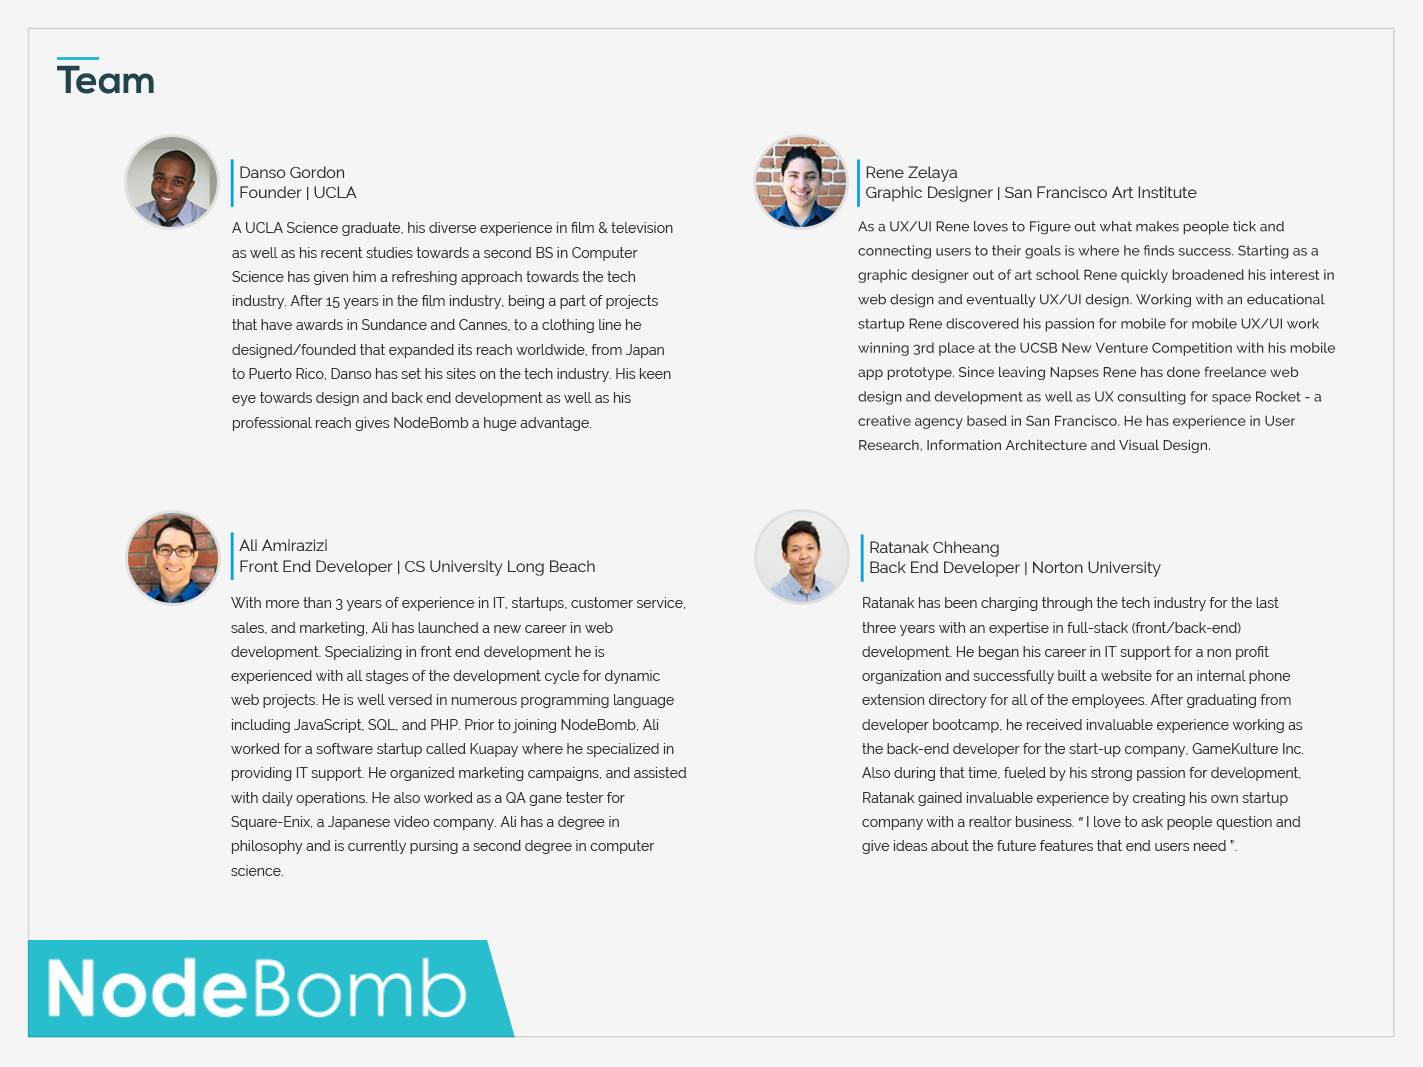 Team
Danso Gordon
Founder | UCLA
A UCLA Science graduate, his diverse experience in film & television
as well as his recent studies towards a second BS in Computer
Science has given him a refreshing approach towards the tech
industry. After 15 years in the film industry, being a part of projects
that have awards in Sundance and Cannes, to a clothing line he
designed/founded that expanded its reach worldwide, from Japan
to Puerto Rico, Danso has set his sites on the tech industry. His keen
eye towards design and back end development as well as his
professional reach gives NodeBomb a huge advantage.
Rene Zelaya
Graphic Designer | San Francisco Art Institute
As a UX/UI Rene loves to Figure out what makes people tick and
connecting users to their goals is where he finds success. Starting as a
graphic designer out of art school Rene quickly broadened his interest in
web design and eventually UX/UI design. Working with an educational
startup Rene discovered his passion for mobile for mobile UX/UI work
winning 3rd place at the UCSB New Venture Competition with his mobile
app prototype. Since leaving Napses Rene has done freelance web
design and development as well as UX consulting for space Rocket - a
creative agency based in San Francisco. He has experience in User
Research, Information Architecture and Visual Design.
Ali Amirazizi
Front End Developer | CS University Long Beach
With more than 3 years of experience in IT, startups, customer service,
sales, and marketing, Ali has launched a new career in web
development. Specializing in front end development he is
experienced with all stages of the development cycle for dynamic
web projects. He is well versed in numerous programming language
including JavaScript, SQL, and PHP. Prior to joining NodeBomb, Ali
worked for a software startup called Kuapay where he specialized in
providing IT support. He organized marketing campaigns, and assisted
with daily operations. He also worked as a QA gane tester for
Square-Enix, a Japanese video company. Ali has a degree in
philosophy and is currently pursing a second degree in computer
science.
Ratanak Chheang
Back End Developer | Norton University
Ratanak has been charging through the tech industry for the last
three years with an expertise in full-stack (front/back-end)
development. He began his career in IT support for a non profit
organization and successfully built a website for an internal phone
extension directory for all of the employees. After graduating from
developer bootcamp, he received invaluable experience working as
the back-end developer for the start-up company, GameKulture Inc.
Also during that time, fueled by his strong passion for development,
Ratanak gained invaluable experience by creating his own startup
company with a realtor business. “ I love to ask people question and
give ideas about the future features that end users need ”.
NodeBomb